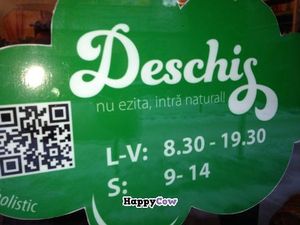 Deschis
nu ezita, intră natural!
L-V: 8.30 - 19.30
S: 9- 14
olistic
HappyCow